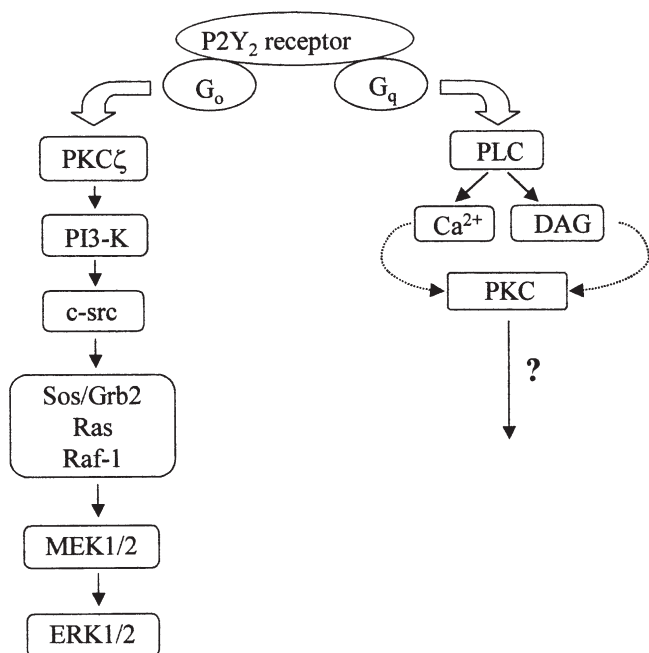 P2Y₂ receptor
Gₒ
G_q
PKCζ
PI3-K
c-src
Sos/Grb2
Ras
Raf-1
MEK1/2
ERK1/2
PLC
Ca²⁺
DAG
PKC
?